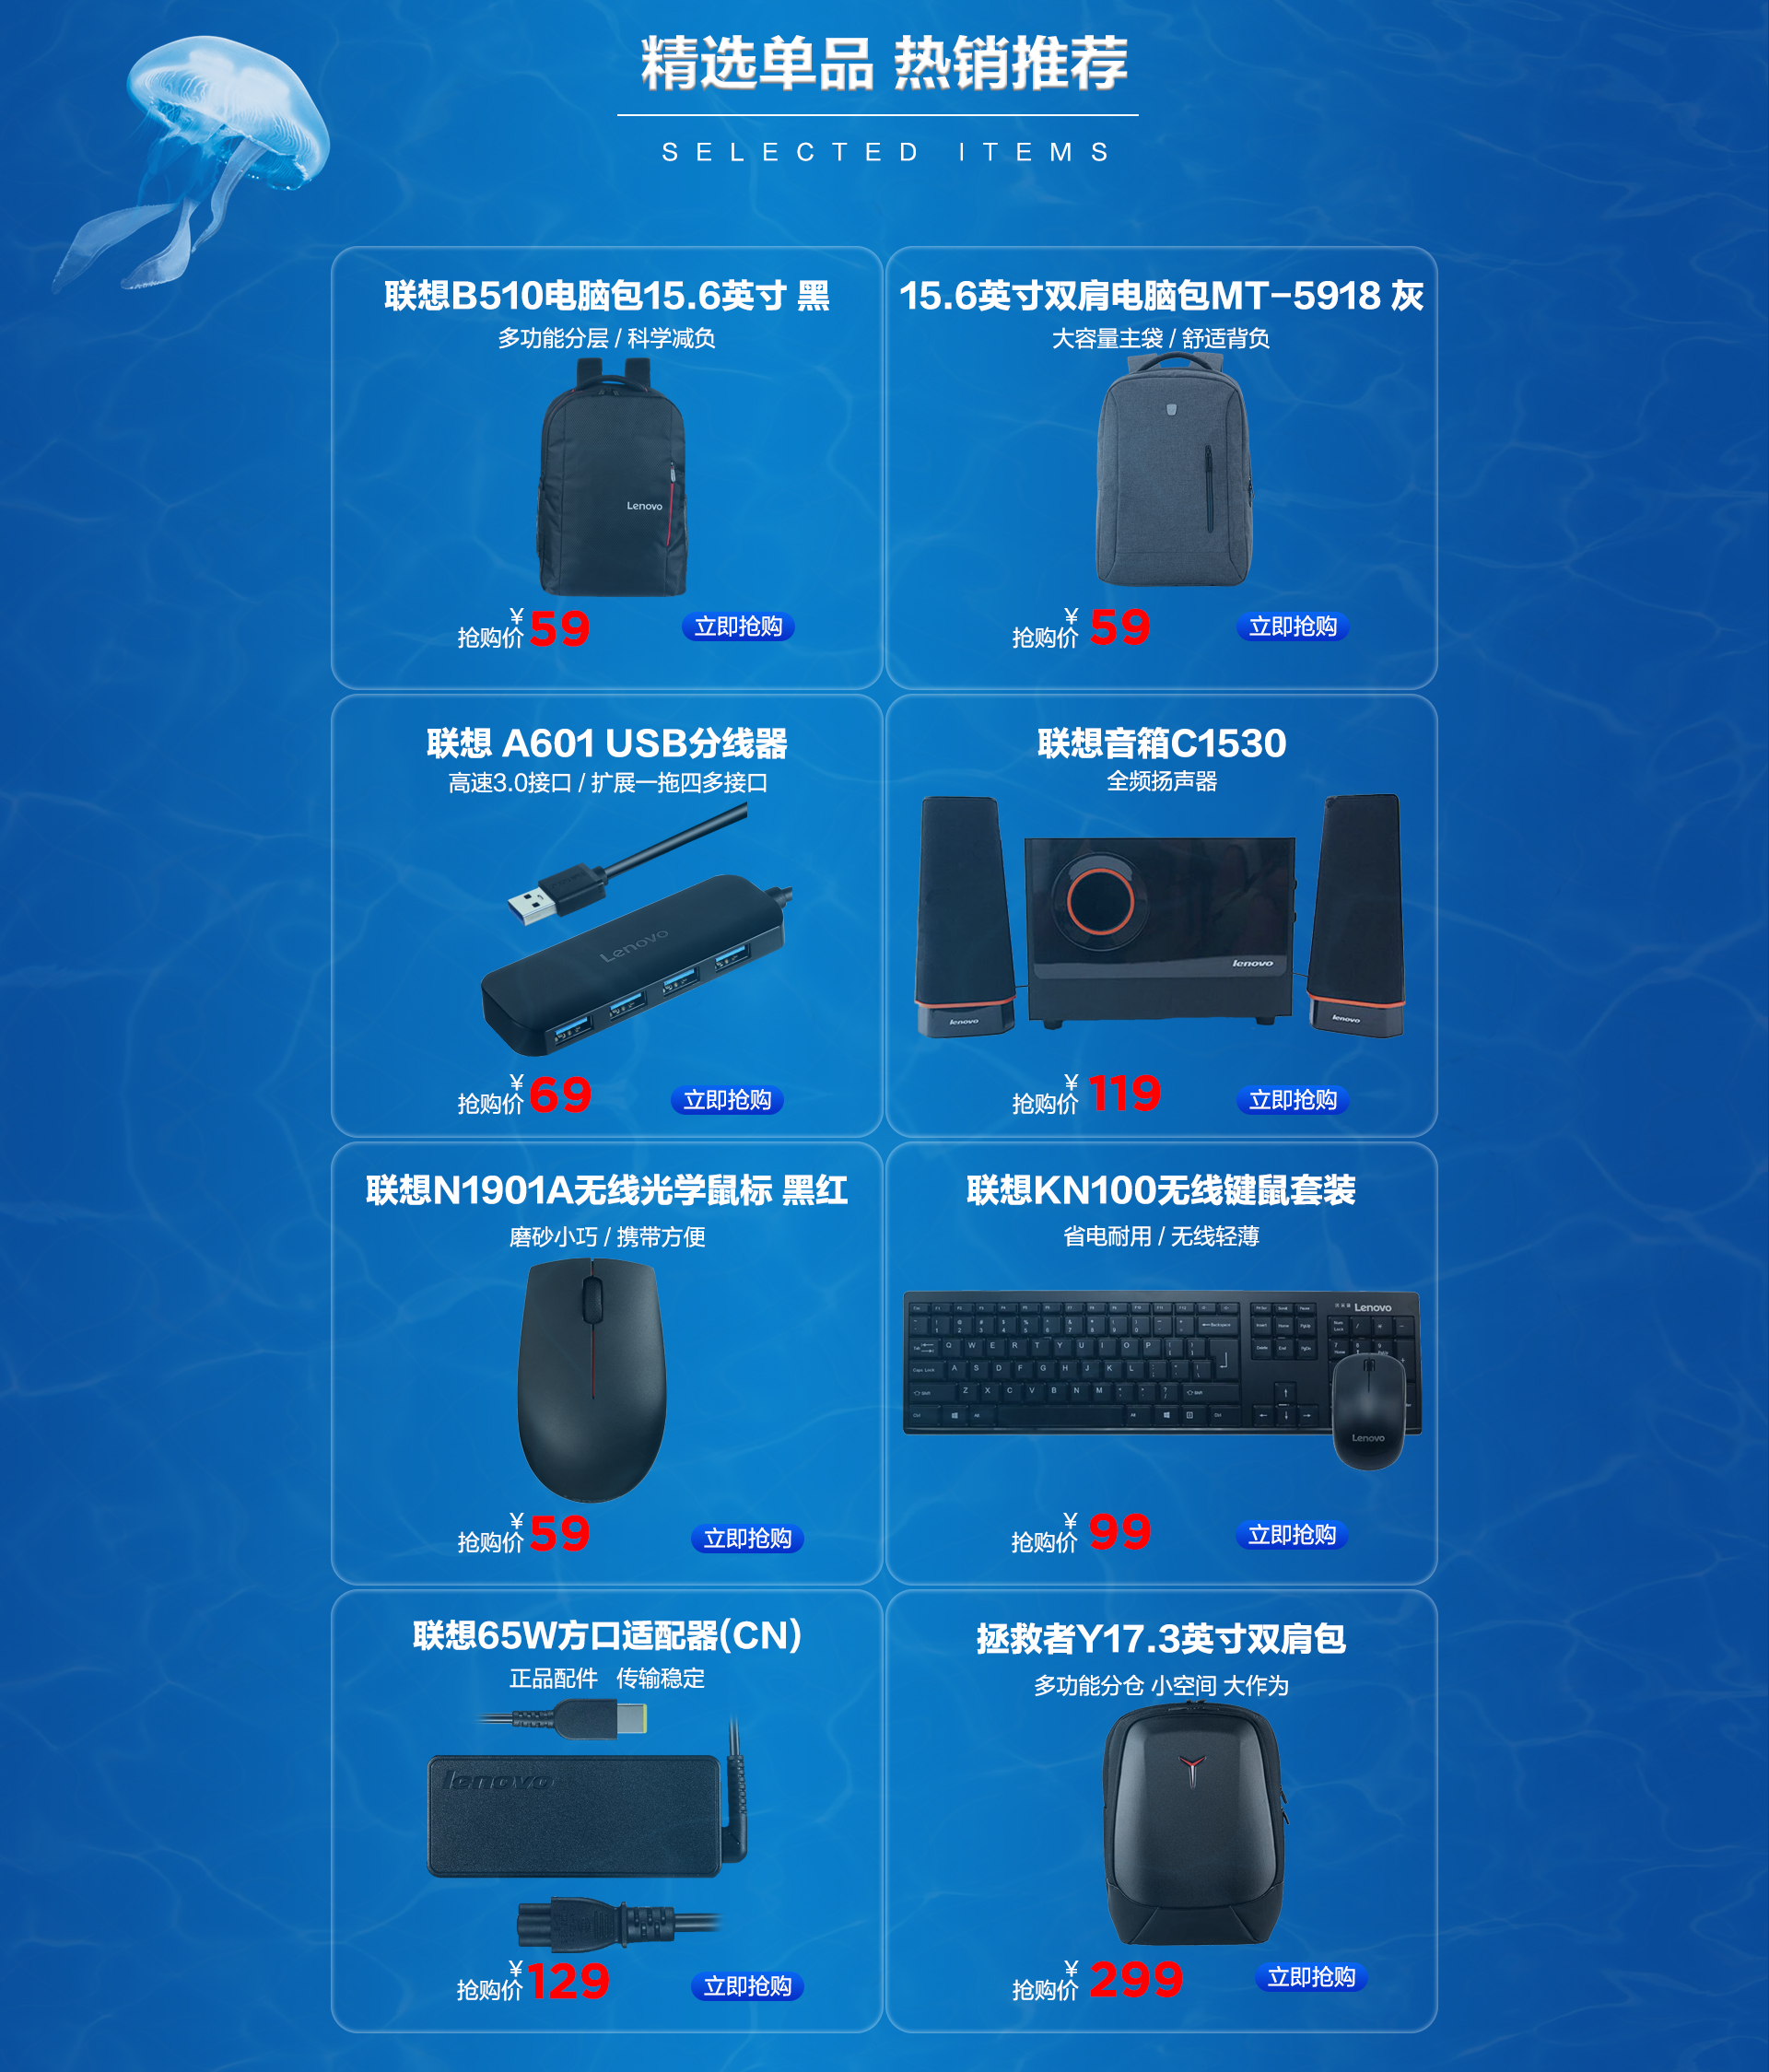 精选单品 热销推荐
SELECTED ITEMS
联想B510电脑包15.6英寸 黑
多功能分层 / 科学减负
Lenovo
抢购价 ¥59
立即抢购
15.6英寸双肩电脑包MT-5918 灰
大容量主袋 / 舒适背负
抢购价 ¥59
立即抢购
联想 A601 USB分线器
高速3.0接口 / 扩展一拖四多接口
Lenovo
抢购价 ¥69
立即抢购
联想音箱C1530
全频扬声器
lenovo
lenovo
lenovo
抢购价 ¥119
立即抢购
联想N1901A无线光学鼠标 黑红
磨砂小巧 / 携带方便
抢购价 ¥59
立即抢购
联想KN100无线键鼠套装
省电耐用 / 无线轻薄
Lenovo
Q W E R T Y U I O P
A S D F G H J K L
Z X C V B N M
Lenovo
抢购价 ¥99
立即抢购
联想65W方口适配器(CN)
正品配件 传输稳定
lenovo
抢购价 ¥129
立即抢购
拯救者Y17.3英寸双肩包
多功能分仓 小空间 大作为
抢购价 ¥299
立即抢购